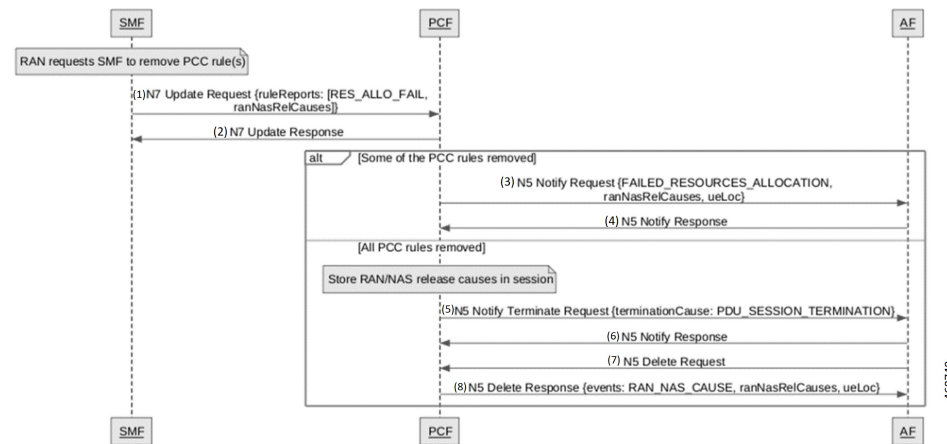 SMF
PCF
AF
RAN requests SMF to remove PCC rule(s)
(1)N7 Update Request {ruleReports: [RES_ALLO_FAIL,
ranNasRelCauses]}
(2) N7 Update Response
alt
[Some of the PCC rules removed]
(3) N5 Notify Request {FAILED_RESOURCES_ALLOCATION,
ranNasRelCauses, ueLoc}
(4) N5 Notify Response
[All PCC rules removed]
Store RAN/NAS release causes in session
(5)N5 Notify Terminate Request {terminationCause: PDU_SESSION_TERMINATION}
(6) N5 Notify Response
(7) N5 Delete Request
(8) N5 Delete Response {events: RAN_NAS_CAUSE, ranNasRelCauses, ueLoc}
SMF
PCF
AF